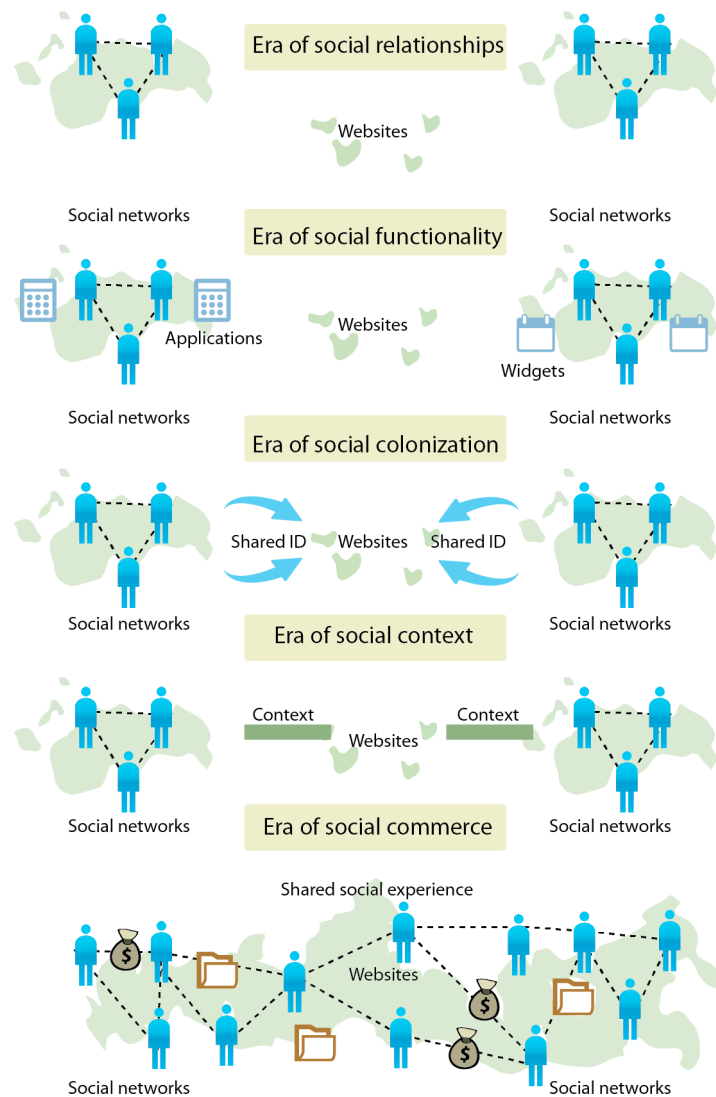 Era of social relationships
Websites
Social networks
Social networks
Era of social functionality
Websites
Applications
Widgets
Social networks
Social networks
Era of social colonization
Shared ID
Websites
Shared ID
Social networks
Social networks
Era of social context
Context
Context
Websites
Social networks
Social networks
Era of social commerce
Shared social experience
$
Websites
$
$
Social networks
Social networks